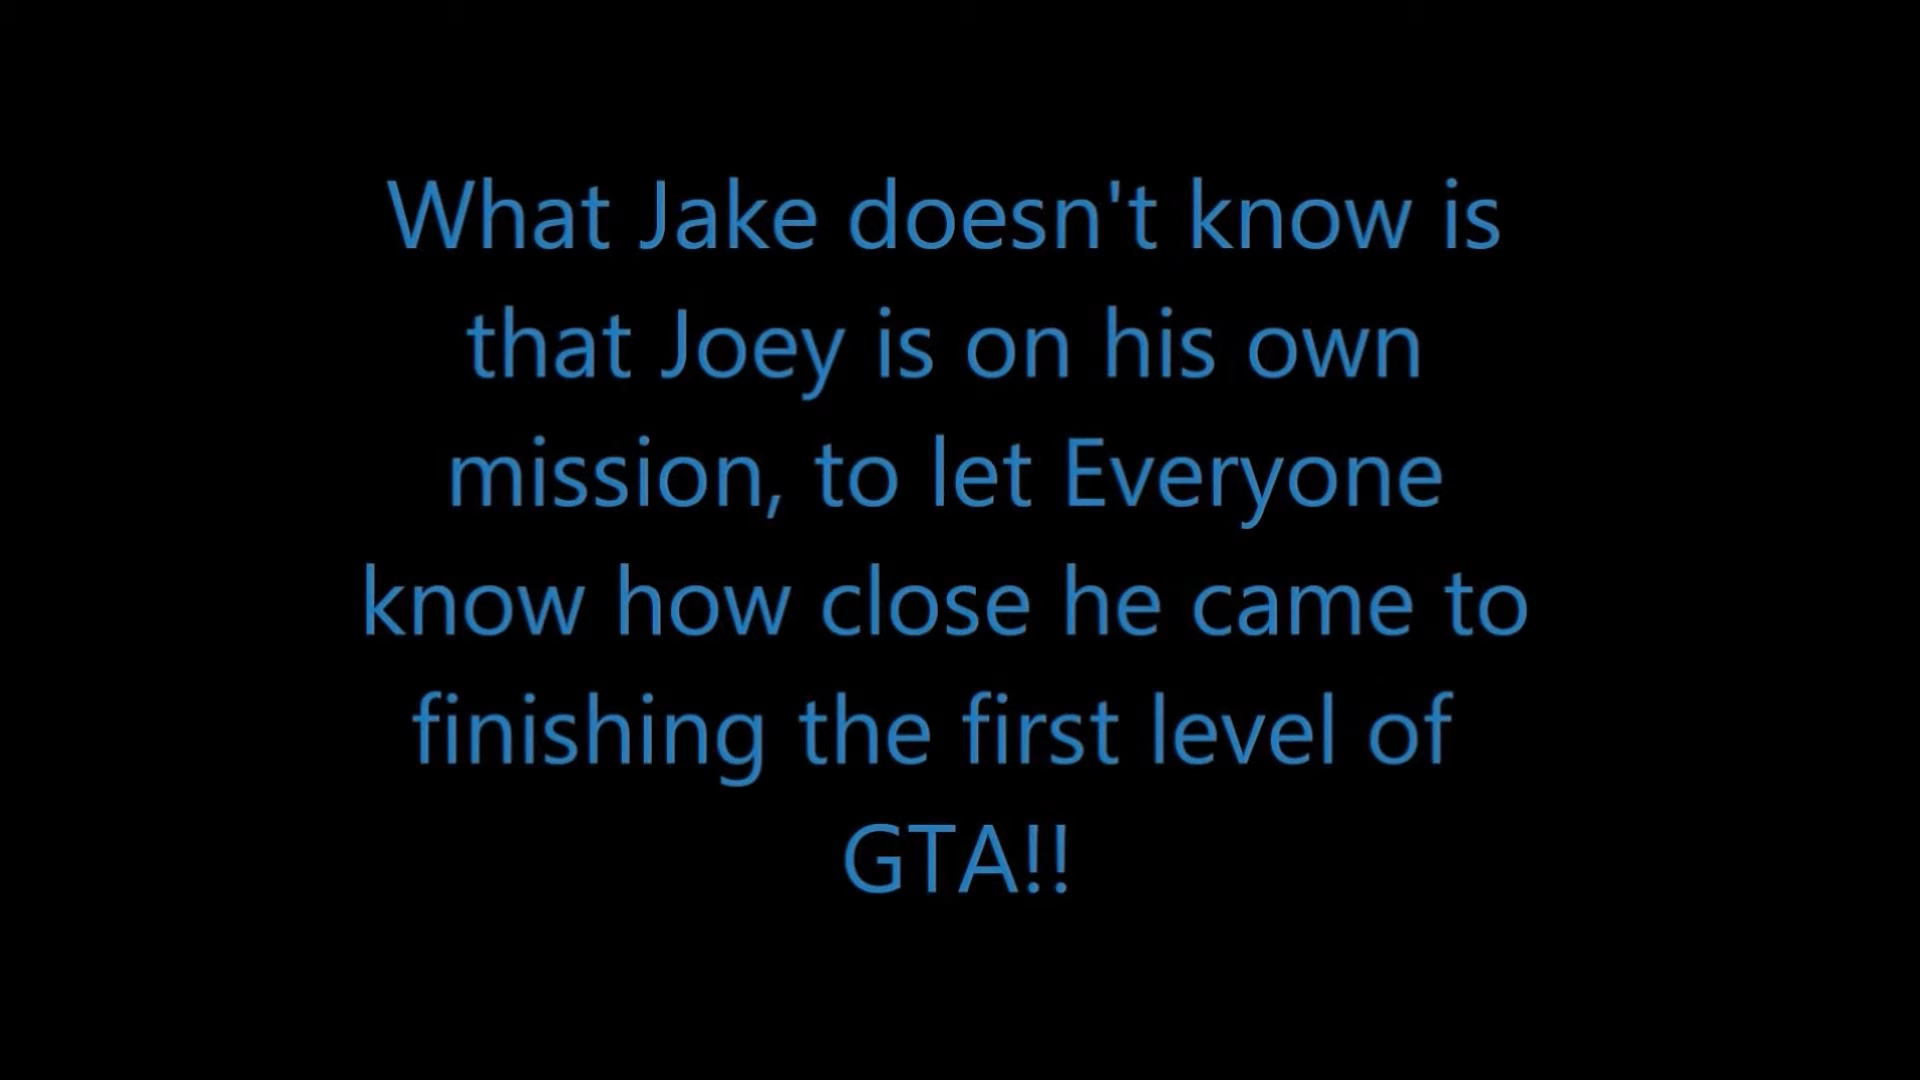 What Jake doesn't know is
that Joey is on his own
mission, to let Everyone
know how close he came to
finishing the first level of
GTA!!